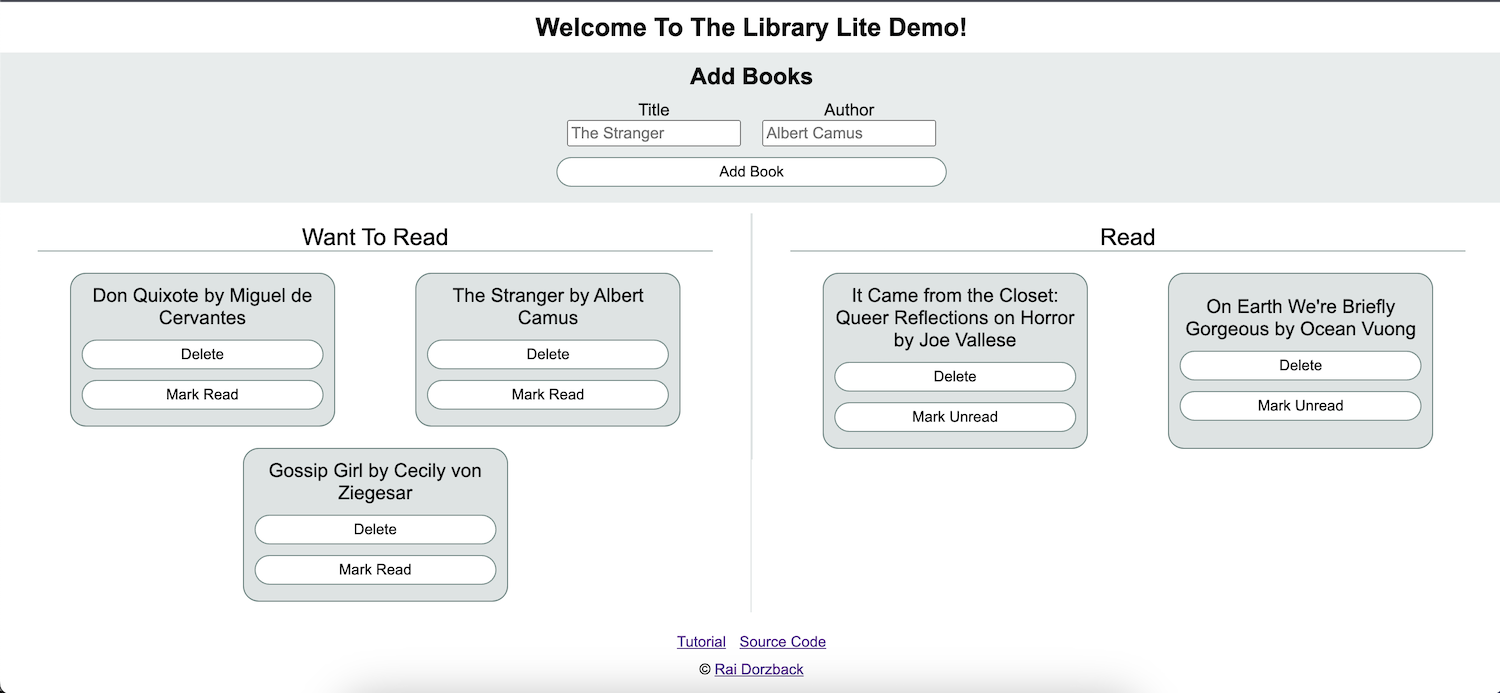 Welcome To The Library Lite Demo!
Add Books
Title
Author
The Stranger
Albert Camus
Add Book
Want To Read
Don Quixote by Miguel de
Cervantes
Delete
Mark Read
The Stranger by Albert
Camus
Delete
Mark Read
Gossip Girl by Cecily von
Ziegesar
Delete
Mark Read
Read
It Came from the Closet:
Queer Reflections on Horror
by Joe Vallese
Delete
Mark Unread
On Earth We're Briefly
Gorgeous by Ocean Vuong
Delete
Mark Unread
Tutorial Source Code
© Rai Dorzback